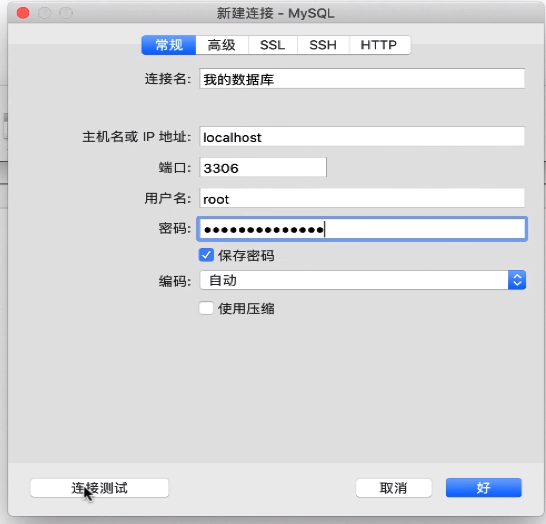 新建连接 - MySQL
常规 高级 SSL SSH HTTP
连接名: 我的数据库
主机名或 IP 地址: localhost
端口: 3306
用户名: root
密码: ●●●●●●●●●●●●●●
保存密码
编码: 自动
使用压缩
连接测试 取消 好